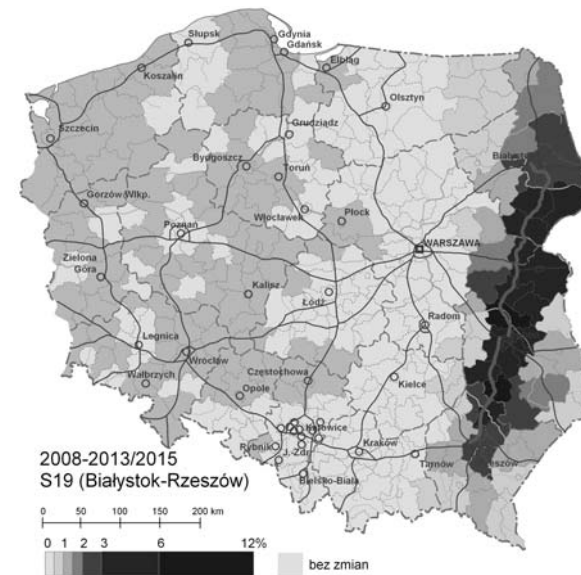 Słupsk
Gdynia
Gdańsk
Koszalin
Elbląg
Olsztyn
Szczecin
Grudziądz
Bydgoszcz
Toruń
Gorzów Wlkp.
Włocławek
Płock
Poznań
WARSZAWA
Zielona
Góra
Kalisz
Łódź
Radom
Legnica
Wrocław
Wałbrzych
Częstochowa
Opole
Kielce
Katowice
Rybnik
J. Zdr.
Kraków
Tarnów
Bielsko-Biała
2008-2013/2015
S19 (Białystok-Rzeszów)
0 50 100 150 200 km
0 1 2 3 6 12%
bez zmian